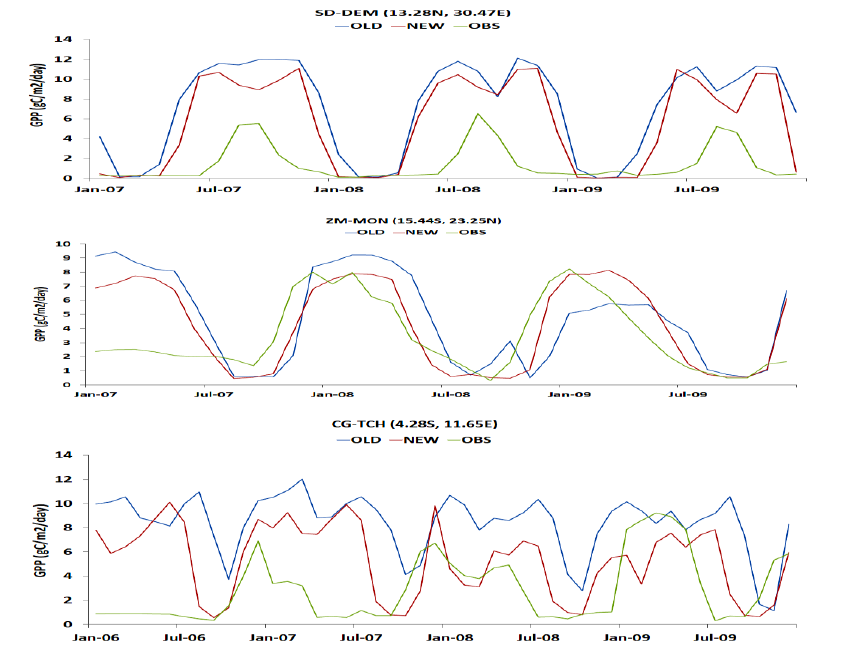 SD-DEM (13.28N, 30.47E)
OLD NEW OBS
GPP (gC/m2/day)
14
12
10
8
6
4
2
0
Jan-07 Jul-07 Jan-08 Jul-08 Jan-09 Jul-09
ZM-MON (15.44S, 23.25N)
OLD NEW OBS
GPP (gC/m2/day)
10
9
8
7
6
5
4
3
2
1
0
Jan-07 Jul-07 Jan-08 Jul-08 Jan-09 Jul-09
CG-TCH (4.28S, 11.65E)
OLD NEW OBS
GPP (gC/m2/day)
14
12
10
8
6
4
2
0
Jan-06 Jul-06 Jan-07 Jul-07 Jan-08 Jul-08 Jan-09 Jul-09